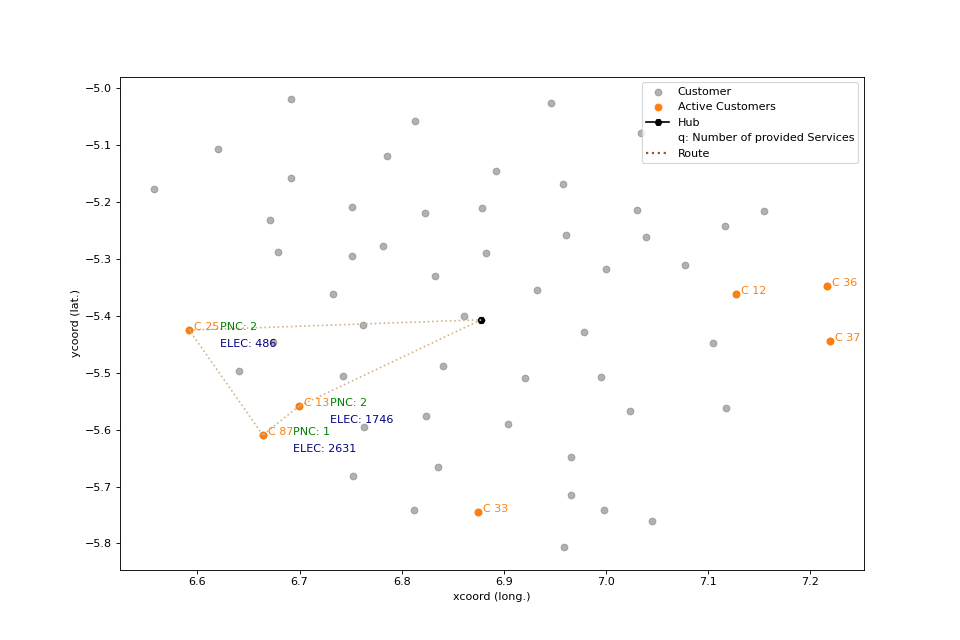 Customer
Active Customers
Hub
q: Number of provided Services
Route
−5.0
−5.1
−5.2
−5.3
−5.4
−5.5
−5.6
−5.7
−5.8
ycoord (lat.)
C 36
C 12
C 25 PNC: 2
ELEC: 486
C 37
C 13 PNC: 2
ELEC: 1746
C 87 PNC: 1
ELEC: 2631
C 33
6.6 6.7 6.8 6.9 7.0 7.1 7.2
xcoord (long.)